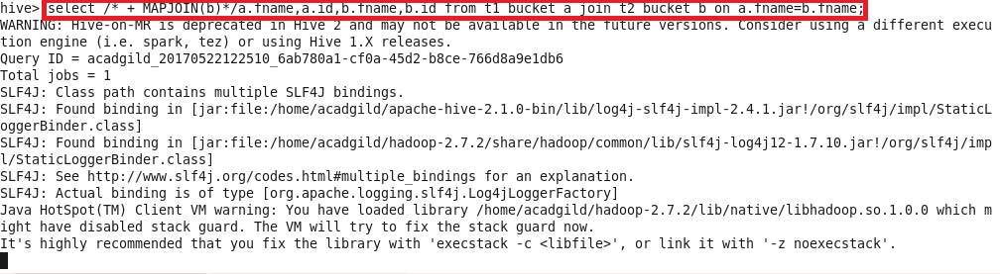 hive> select /* + MAPJOIN(b)*/a.fname,a.id,b.fname,b.id from t1 bucket a join t2 bucket b on a.fname=b.fname;
WARNING: Hive-on-MR is deprecated in Hive 2 and may not be available in the future versions. Consider using a different execu
tion engine (i.e. spark, tez) or using Hive 1.X releases.
Query ID = acadgild_20170522122510_6ab780a1-cf0a-45d2-b8ce-766d8a9e1db6
Total jobs = 1
SLF4J: Class path contains multiple SLF4J bindings.
SLF4J: Found binding in [jar:file:/home/acadgild/apache-hive-2.1.0-bin/lib/log4j-slf4j-impl-2.4.1.jar!/org/slf4j/impl/StaticL
oggerBinder.class]
SLF4J: Found binding in [jar:file:/home/acadgild/hadoop-2.7.2/share/hadoop/common/lib/slf4j-log4j12-1.7.10.jar!/org/slf4j/imp
l/StaticLoggerBinder.class]
SLF4J: See http://www.slf4j.org/codes.html#multiple_bindings for an explanation.
SLF4J: Actual binding is of type [org.apache.logging.slf4j.Log4jLoggerFactory]
Java HotSpot(TM) Client VM warning: You have loaded library /home/acadgild/hadoop-2.7.2/lib/native/libhadoop.so.1.0.0 which m
ight have disabled stack guard. The VM will try to fix the stack guard now.
It's highly recommended that you fix the library with 'execstack -c <libfile>', or link it with '-z noexecstack'.